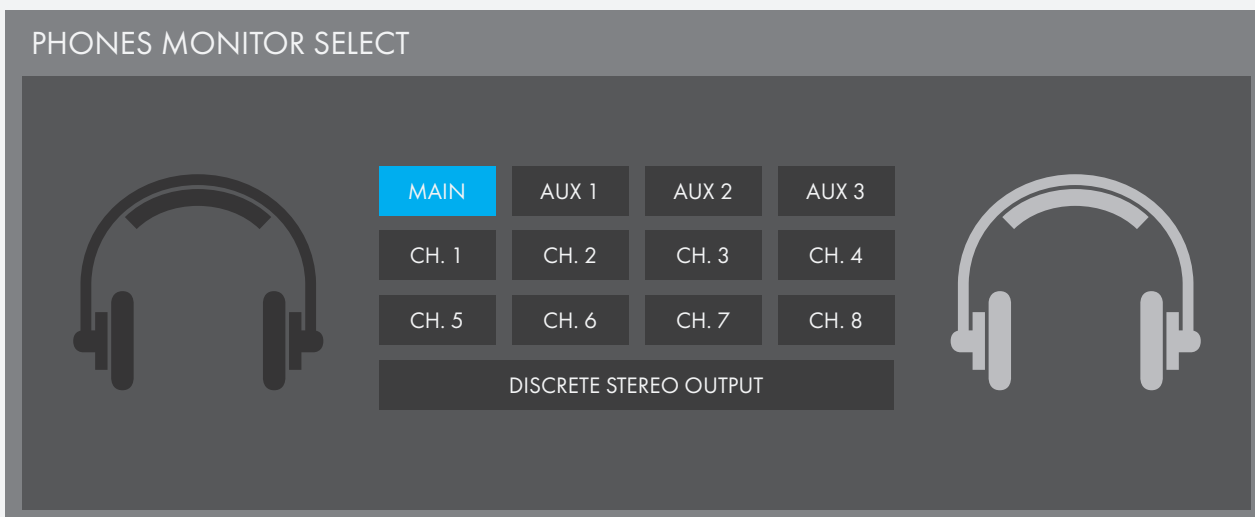 PHONES MONITOR SELECT
MAIN AUX 1 AUX 2 AUX 3
CH. 1 CH. 2 CH. 3 CH. 4
CH. 5 CH. 6 CH. 7 CH. 8
DISCRETE STEREO OUTPUT